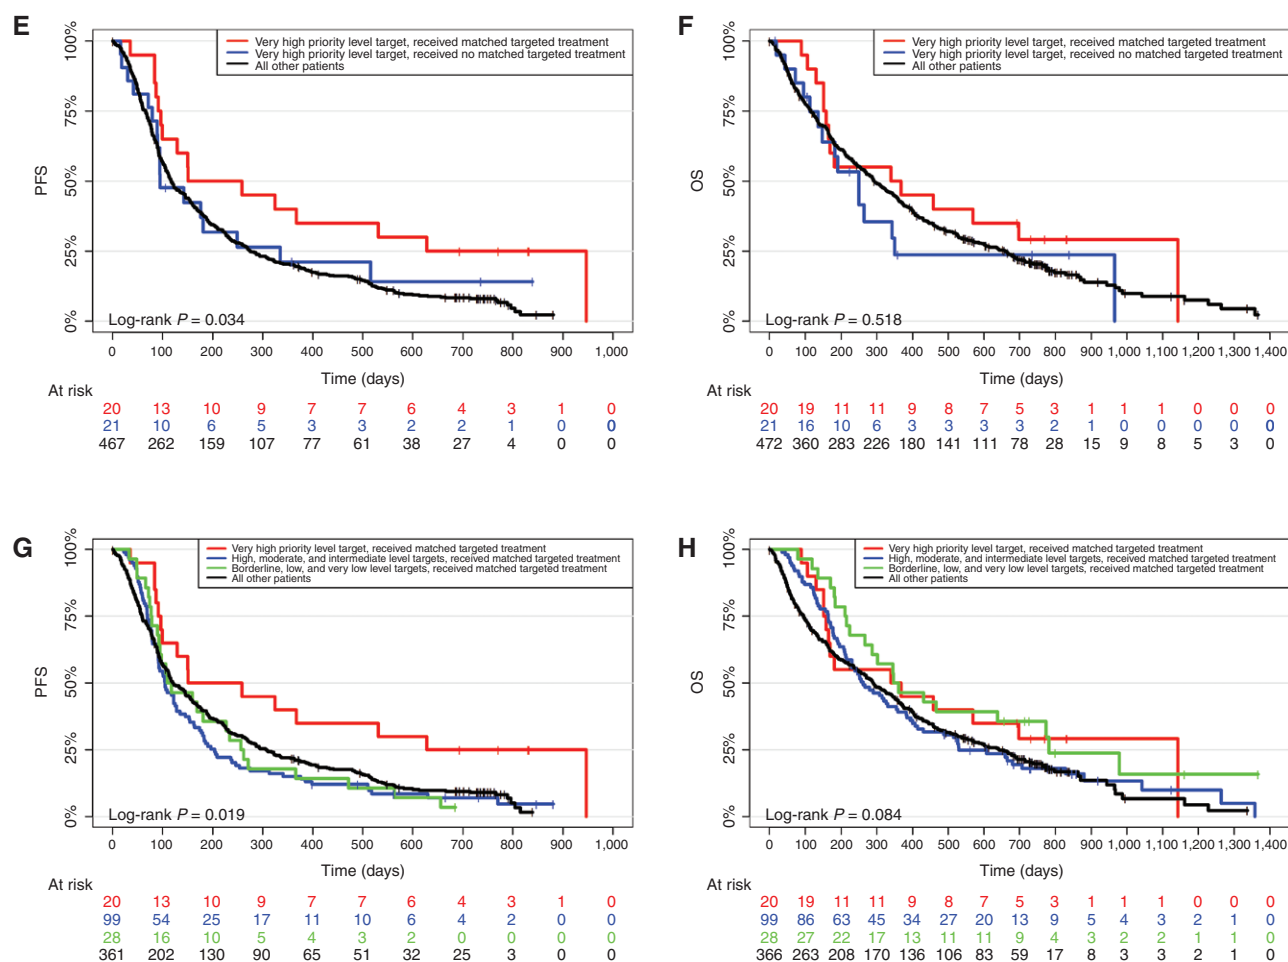 E
Very high priority level target, received matched targeted treatment
Very high priority level target, received no matched targeted treatment
All other patients
100%
75%
50%
25%
0%
PFS
Log-rank P = 0.034
0 100 200 300 400 500 600 700 800 900 1,000
Time (days)
At risk
20 13 10 9 7 7 6 4 3 1 0
21 10 6 5 3 3 2 2 1 0 0
467 262 159 107 77 61 38 27 4 0 0
F
Very high priority level target, received matched targeted treatment
Very high priority level target, received no matched targeted treatment
All other patients
100%
75%
50%
25%
0%
OS
Log-rank P = 0.518
0 100 200 300 400 500 600 700 800 900 1,000 1,100 1,200 1,300 1,400
Time (days)
20 19 11 11 9 8 7 5 3 1 1 1 0 0 0
21 16 10 6 3 3 3 3 2 1 0 0 0 0 0
472 360 283 226 180 141 111 78 28 15 9 8 5 3 0
G
Very high priority level target, received matched targeted treatment
High, moderate, and intermediate level targets, received matched targeted treatment
Borderline, low, and very low level targets, received matched targeted treatment
All other patients
100%
75%
50%
25%
0%
PFS
Log-rank P = 0.019
0 100 200 300 400 500 600 700 800 900 1,000
Time (days)
At risk
20 13 10 9 7 7 6 4 3 1 0
99 54 25 17 11 10 6 4 2 0 0
28 16 10 5 4 3 2 0 0 0 0
361 202 130 90 65 51 32 25 3 0 0
H
Very high priority level target, received matched targeted treatment
High, moderate, and intermediate level targets, received matched targeted treatment
Borderline, low, and very low level targets, received matched targeted treatment
All other patients
100%
75%
50%
25%
0%
OS
Log-rank P = 0.084
0 100 200 300 400 500 600 700 800 900 1,000 1,100 1,200 1,300 1,400
Time (days)
At risk
20 19 11 11 9 8 7 5 3 1 1 1 0 0 0
99 86 63 45 34 27 20 13 9 5 4 3 2 1 0
28 27 22 17 13 11 11 9 4 3 2 2 1 1 0
366 263 208 170 136 106 83 59 17 8 3 3 2 1 0
At risk